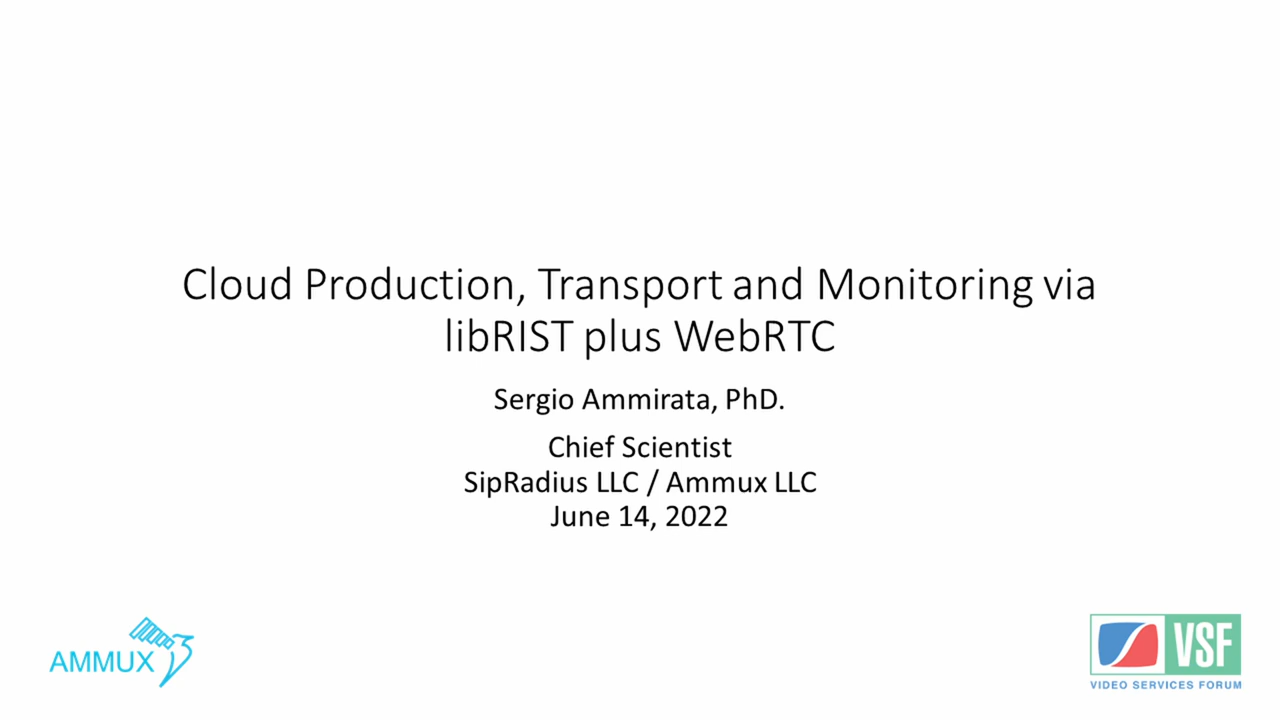 Cloud Production, Transport and Monitoring via
libRIST plus WebRTC
Sergio Ammirata, PhD.
Chief Scientist
SipRadius LLC / Ammux LLC
June 14, 2022
AMMUX
VSF
VIDEO SERVICES FORUM